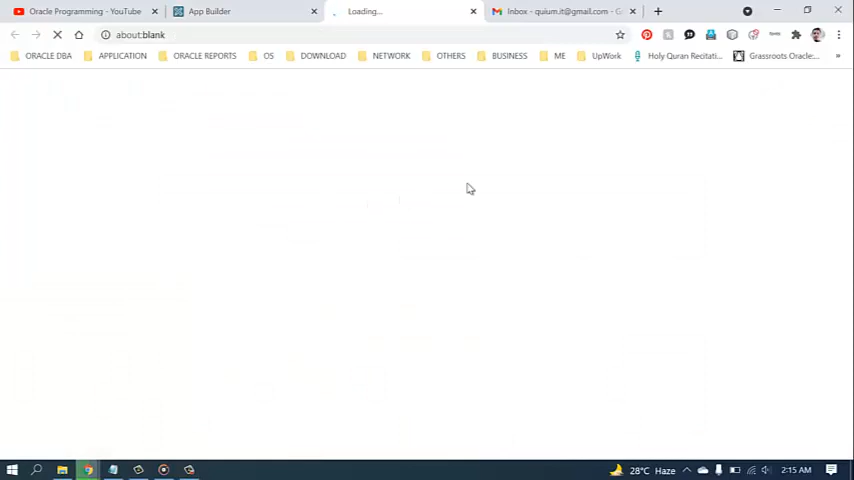 Oracle Programming - YouTube
App Builder
Loading...
Inbox - quium.it@gmail.com - G
about:blank
ORACLE DBA
APPLICATION
ORACLE REPORTS
OS
DOWNLOAD
NETWORK
OTHERS
BUSINESS
ME
UpWork
Holy Quran Recitati...
Grassroots Oracle:...
»
28°C Haze
2:15 AM